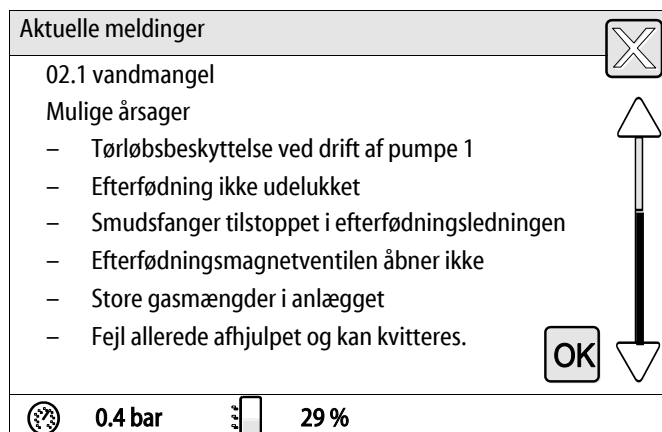 Aktuelle meldinger
02.1 vandmangel
Mulige årsager
– Tørløbsbeskyttelse ved drift af pumpe 1
– Efterfødning ikke udelukket
– Smudsfanger tilstoppet i efterfødningsledningen
– Efterfødningsmagnetventilen åbner ikke
– Store gasmængder i anlægget
– Fejl allerede afhjulpet og kan kvitteres.
OK
0.4 bar 29 %